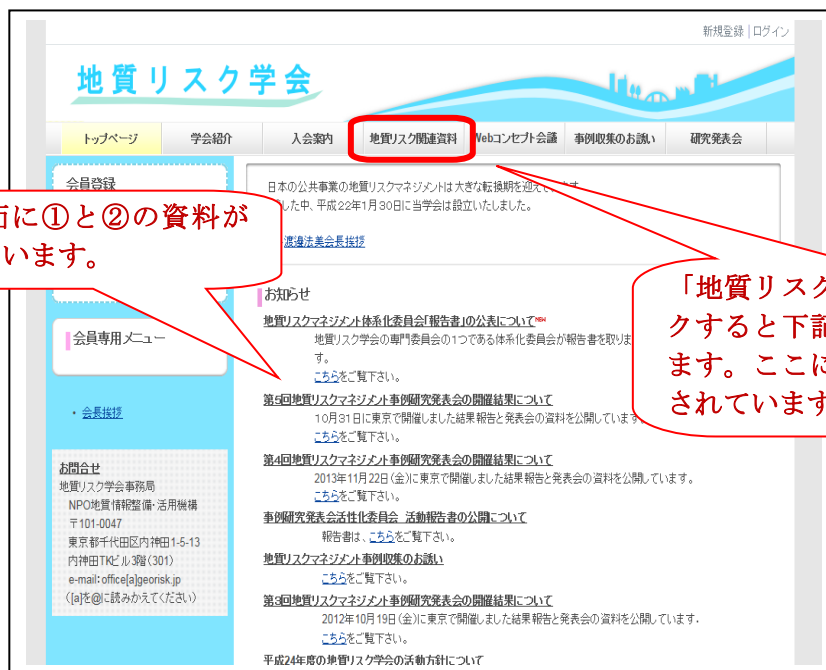 新規登録 | ログイン
地質リスク学会
トップページ 学会紹介 入会案内 地質リスク関連資料 Webコンセプト会議 事例収集のお誘い 研究発表会
会員登録
面に①と②の資料が
います。
会員専用メニュー
・ 会長挨拶
お問合せ
地質リスク学会事務局
NPO地質情報整備・活用機構
〒101-0047
東京都千代田区内神田1-5-13
内神田TKビル3階(301)
e-mail:office[a]georisk.jp
([a]を@に読みかえてください)
日本の公共事業の地質リスクマネジメントは大きな転換期を迎えて
した中、平成22年1月30日に当学会は設立いたしました。
渡邉法美会長挨拶
お知らせ
地質リスクマネジメント体系化委員会「報告書」の公表についてNEW
地質リスク学会の専門委員会の1つである体系化委員会が報告書を取りま
す。
こちらをご覧下さい。
第5回地質リスクマネジメント事例研究発表会の開催結果について
10月31日に東京で開催しました結果報告と発表会の資料を公開しています
こちらをご覧下さい。
第4回地質リスクマネジメント事例研究発表会の開催結果について
2013年11月22日(金)に東京で開催しました結果報告と発表会の資料を公開しています。
こちらをご覧下さい。
事例研究発表会活性化委員会 活動報告書の公開について
報告書は、こちらをご覧下さい。
地質リスクマネジメント事例収集のお誘い
こちらをご覧下さい。
第3回地質リスクマネジメント事例研究発表会の開催結果について
2012年10月19日(金)に東京で開催しました結果報告と発表会の資料を公開しています.
こちらをご覧下さい。
平成24年度の地質リスク学会の活動方針について
「地質リスク
クすると下記
ます。ここに
されています